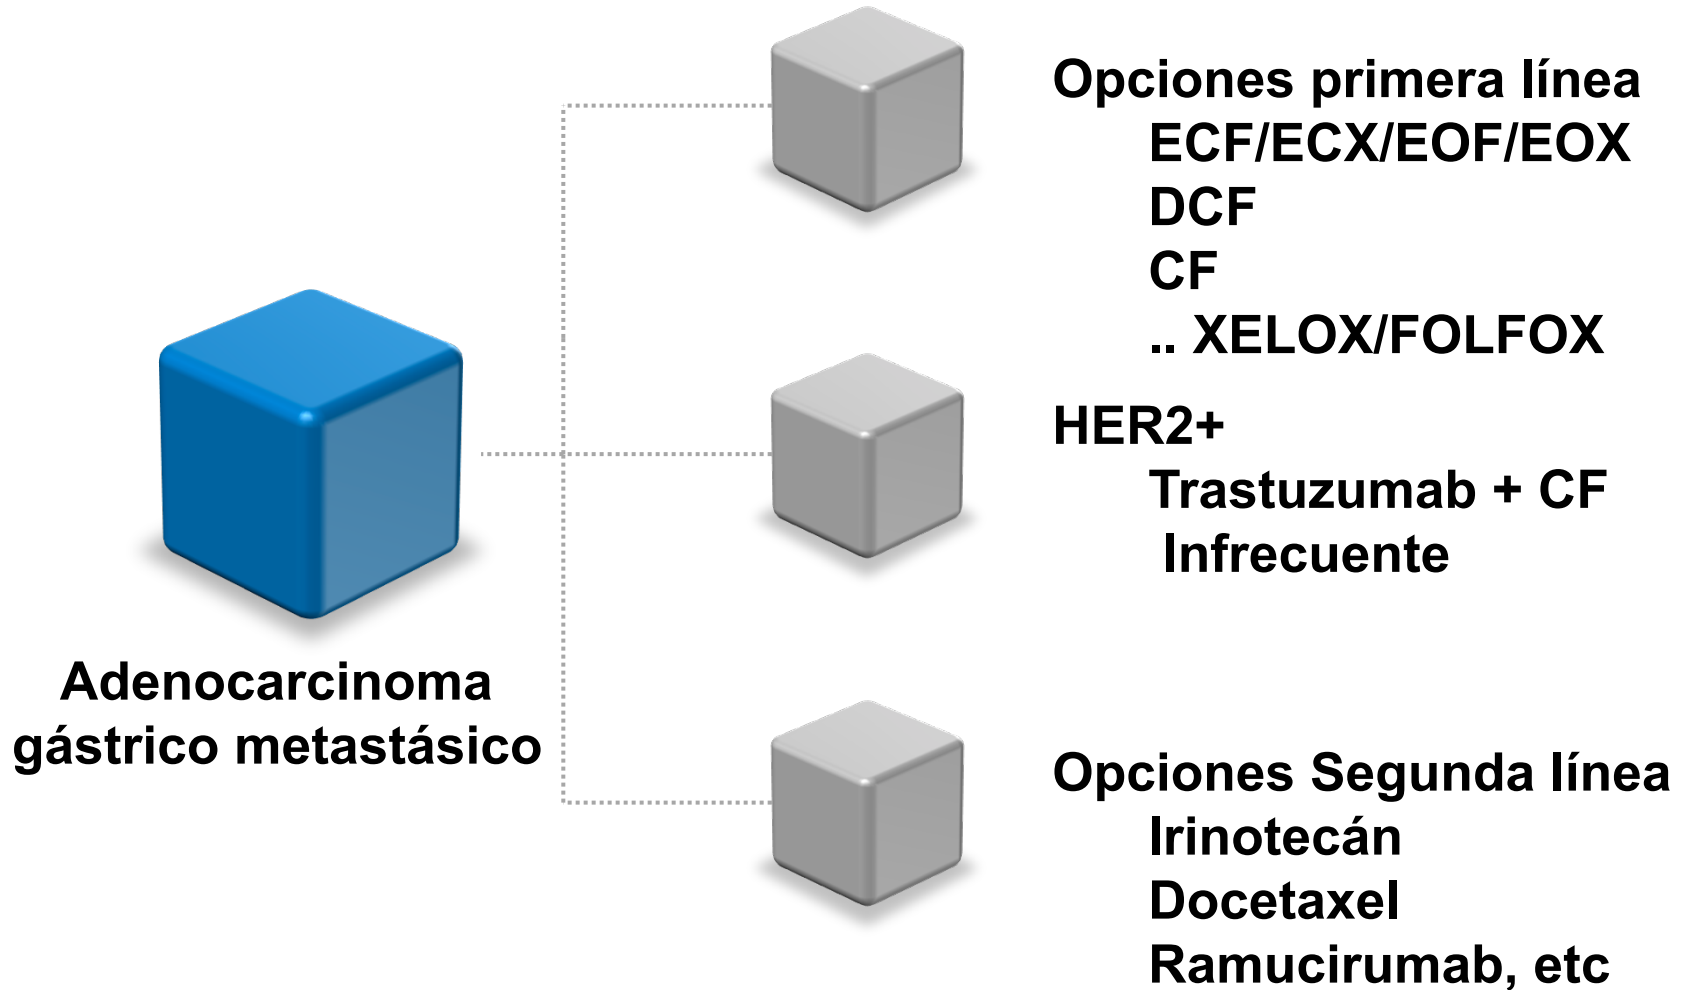 Opciones primera línea
ECF/ECX/EOF/EOX
DCF
CF
.. XELOX/FOLFOX
HER2+
Trastuzumab + CF
Infrecuente
Adenocarcinoma
gástrico metastásico
Opciones Segunda línea
Irinotecán
Docetaxel
Ramucirumab, etc